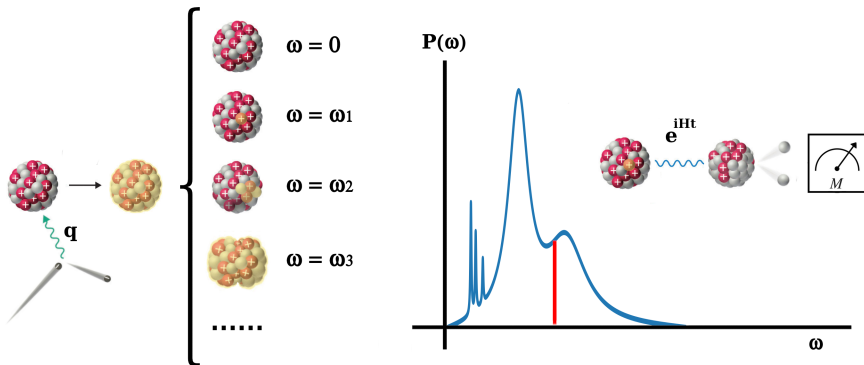 q
ω = 0
ω = ω1
ω = ω2
ω = ω3
......
P(ω)
e^iHt
M
ω